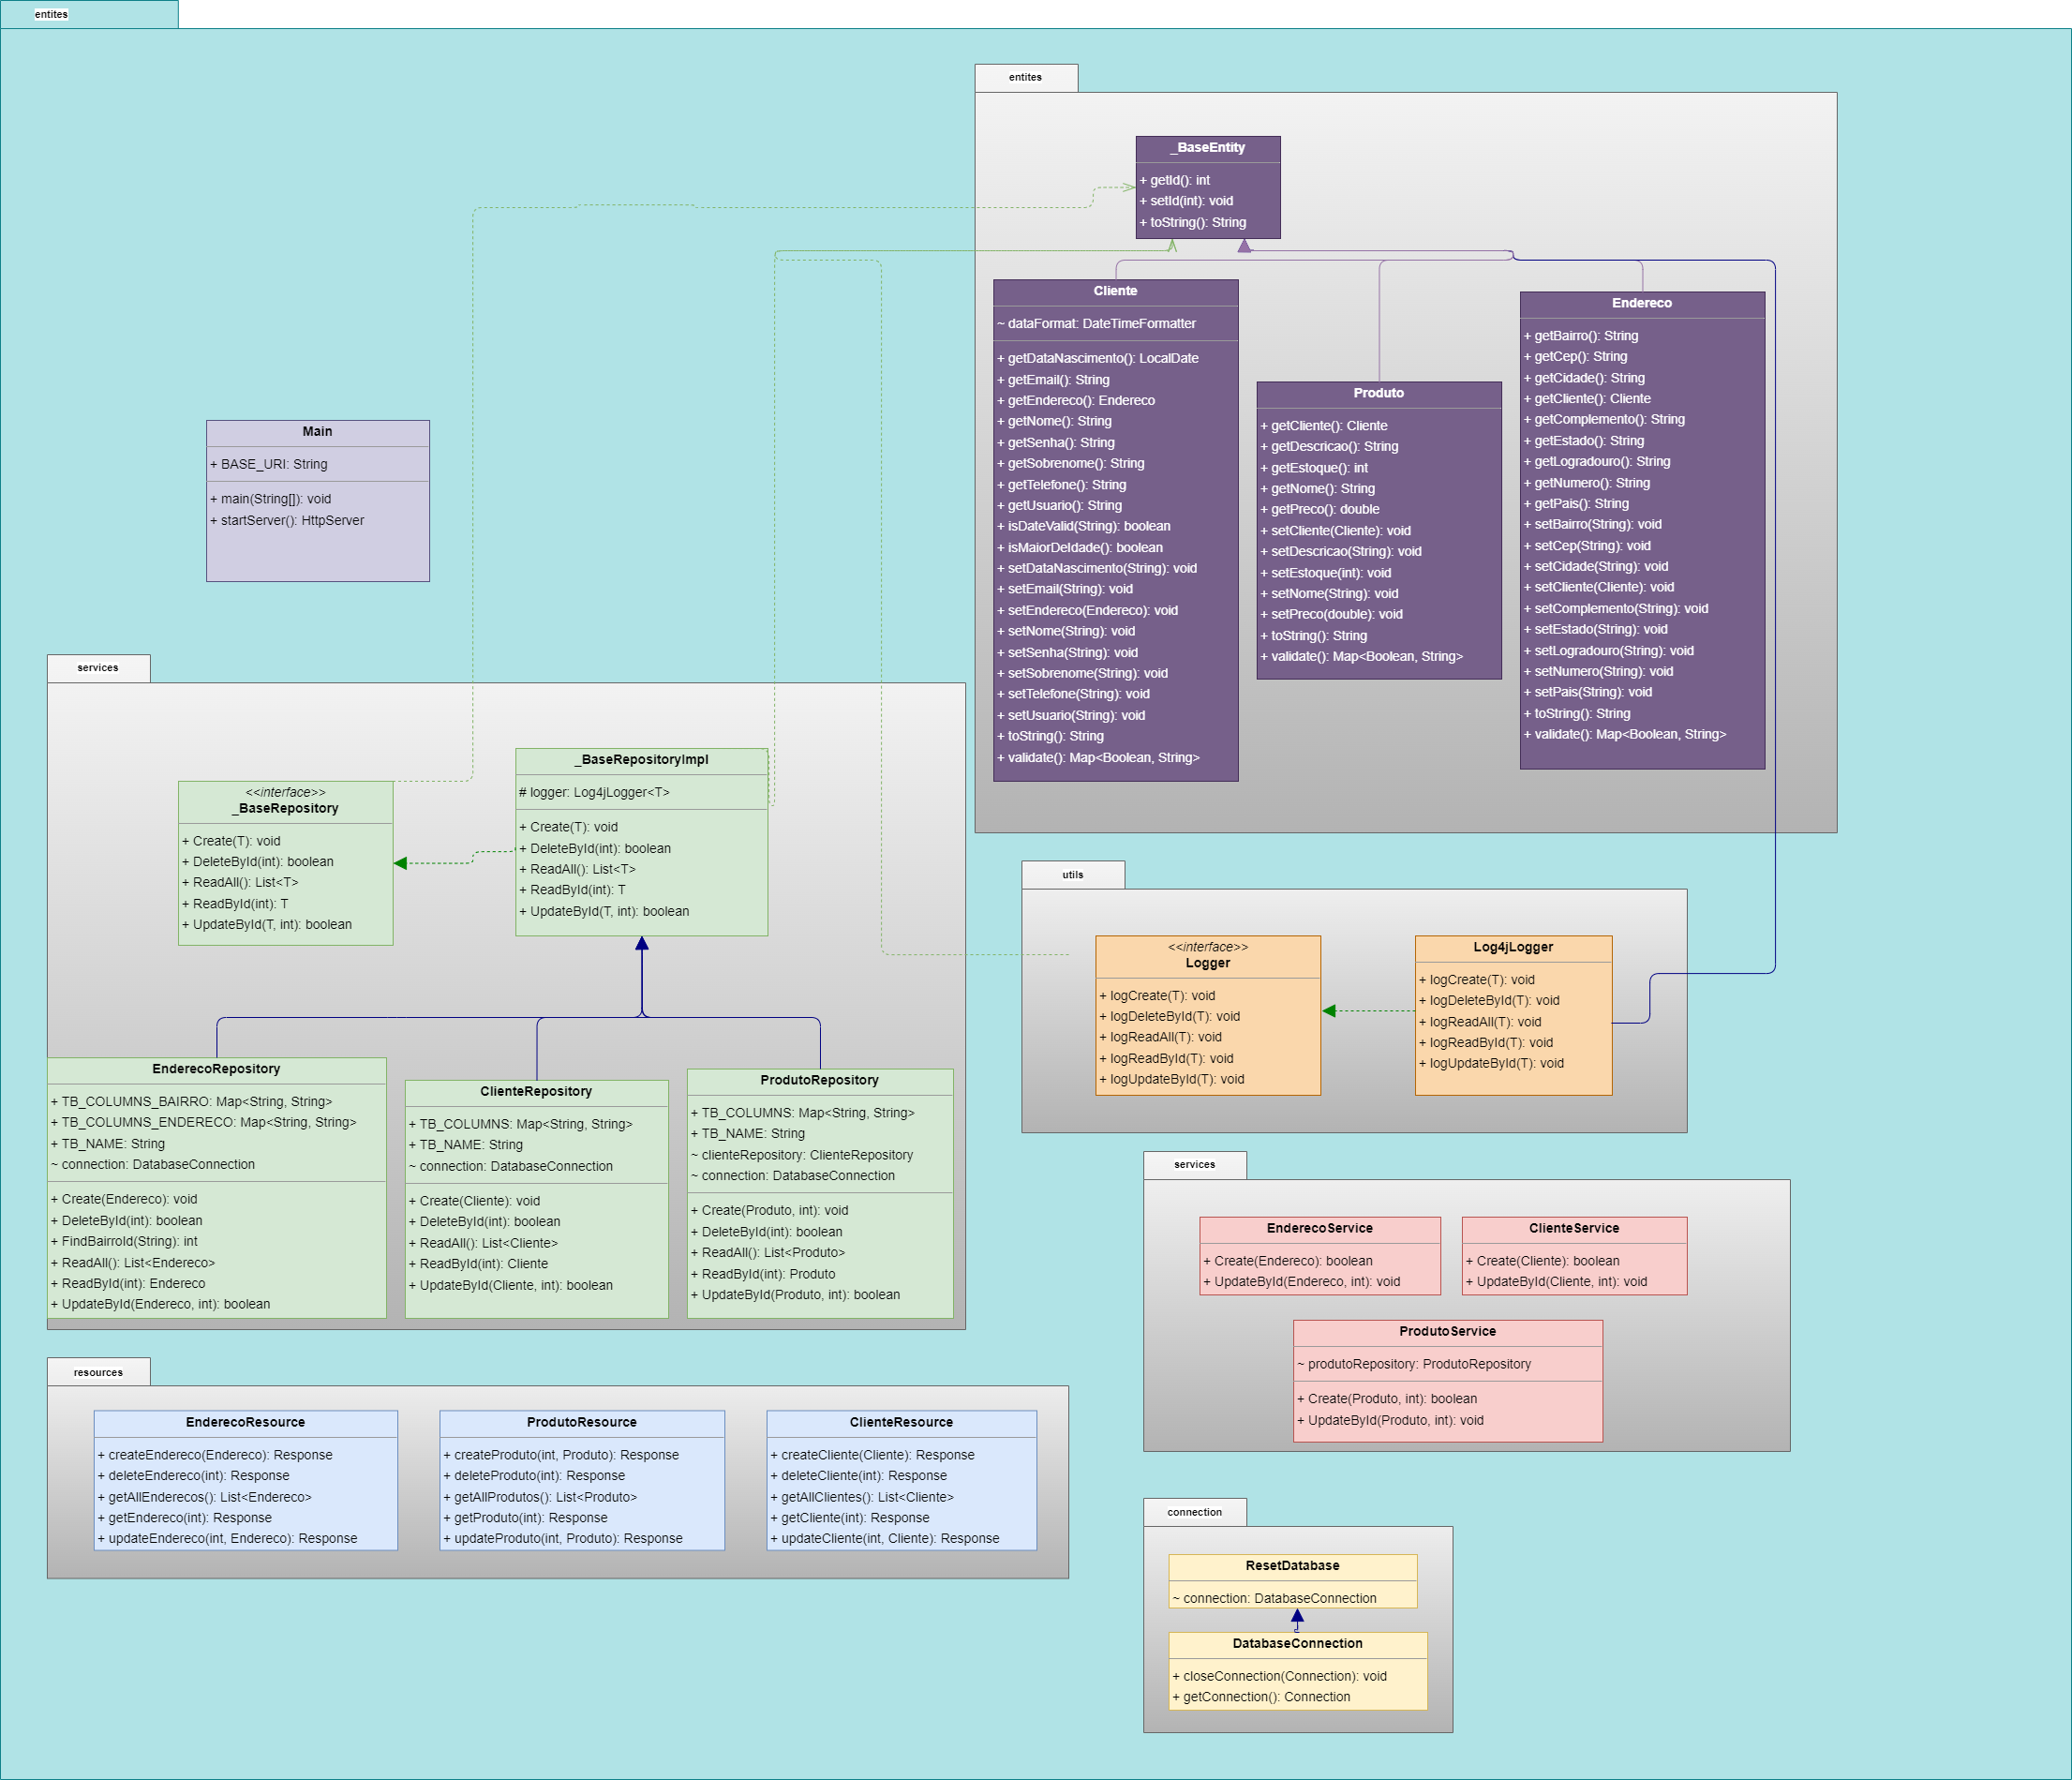 entites
entites
_BaseEntity
+ getId(): int
+ setId(int): void
+ toString(): String
Cliente
~ dataFormat: DateTimeFormatter
+ getDataNascimento(): LocalDate
+ getEmail(): String
+ getEndereco(): Endereco
+ getNome(): String
+ getSenha(): String
+ getSobrenome(): String
+ getTelefone(): String
+ getUsuario(): String
+ isDateValid(String): boolean
+ isMaiorDeIdade(): boolean
+ setDataNascimento(String): void
+ setEmail(String): void
+ setEndereco(Endereco): void
+ setNome(String): void
+ setSenha(String): void
+ setSobrenome(String): void
+ setTelefone(String): void
+ setUsuario(String): void
+ toString(): String
+ validate(): Map<Boolean, String>
Produto
+ getCliente(): Cliente
+ getDescricao(): String
+ getEstoque(): int
+ getNome(): String
+ getPreco(): double
+ setCliente(Cliente): void
+ setDescricao(String): void
+ setEstoque(int): void
+ setNome(String): void
+ setPreco(double): void
+ toString(): String
+ validate(): Map<Boolean, String>
Endereco
+ getBairro(): String
+ getCep(): String
+ getCidade(): String
+ getCliente(): Cliente
+ getComplemento(): String
+ getEstado(): String
+ getLogradouro(): String
+ getNumero(): String
+ getPais(): String
+ setBairro(String): void
+ setCep(String): void
+ setCidade(String): void
+ setCliente(Cliente): void
+ setComplemento(String): void
+ setEstado(String): void
+ setLogradouro(String): void
+ setNumero(String): void
+ setPais(String): void
+ toString(): String
+ validate(): Map<Boolean, String>
Main
+ BASE_URI: String
+ main(String[]): void
+ startServer(): HttpServer
services
<<interface>>
_BaseRepository
+ Create(T): void
+ DeleteById(int): boolean
+ ReadAll(): List<T>
+ ReadById(int): T
+ UpdateById(T, int): boolean
_BaseRepositoryImpl
# logger: Log4jLogger<T>
+ Create(T): void
+ DeleteById(int): boolean
+ ReadAll(): List<T>
+ ReadById(int): T
+ UpdateById(T, int): boolean
EnderecoRepository
+ TB_COLUMNS_BAIRRO: Map<String, String>
+ TB_COLUMNS_ENDERECO: Map<String, String>
+ TB_NAME: String
~ connection: DatabaseConnection
+ Create(Endereco): void
+ DeleteById(int): boolean
+ FindBairroId(String): int
+ ReadAll(): List<Endereco>
+ ReadById(int): Endereco
+ UpdateById(Endereco, int): boolean
ClienteRepository
+ TB_COLUMNS: Map<String, String>
+ TB_NAME: String
~ connection: DatabaseConnection
+ Create(Cliente): void
+ DeleteById(int): boolean
+ ReadAll(): List<Cliente>
+ ReadById(int): Cliente
+ UpdateById(Cliente, int): boolean
ProdutoRepository
+ TB_COLUMNS: Map<String, String>
+ TB_NAME: String
~ clienteRepository: ClienteRepository
~ connection: DatabaseConnection
+ Create(Produto, int): void
+ DeleteById(int): boolean
+ ReadAll(): List<Produto>
+ ReadById(int): Produto
+ UpdateById(Produto, int): boolean
utils
<<interface>>
Logger
+ logCreate(T): void
+ logDeleteById(T): void
+ logReadAll(T): void
+ logReadById(T): void
+ logUpdateById(T): void
Log4jLogger
+ logCreate(T): void
+ logDeleteById(T): void
+ logReadAll(T): void
+ logReadById(T): void
+ logUpdateById(T): void
services
EnderecoService
+ Create(Endereco): boolean
+ UpdateById(Endereco, int): void
ClienteService
+ Create(Cliente): boolean
+ UpdateById(Cliente, int): void
ProdutoService
~ produtoRepository: ProdutoRepository
+ Create(Produto, int): boolean
+ UpdateById(Produto, int): void
resources
EnderecoResource
+ createEndereco(Endereco): Response
+ deleteEndereco(int): Response
+ getAllEnderecos(): List<Endereco>
+ getEndereco(int): Response
+ updateEndereco(int, Endereco): Response
ProdutoResource
+ createProduto(int, Produto): Response
+ deleteProduto(int): Response
+ getAllProdutos(): List<Produto>
+ getProduto(int): Response
+ updateProduto(int, Produto): Response
ClienteResource
+ createCliente(Cliente): Response
+ deleteCliente(int): Response
+ getAllClientes(): List<Cliente>
+ getCliente(int): Response
+ updateCliente(int, Cliente): Response
connection
ResetDatabase
~ connection: DatabaseConnection
DatabaseConnection
+ closeConnection(Connection): void
+ getConnection(): Connection